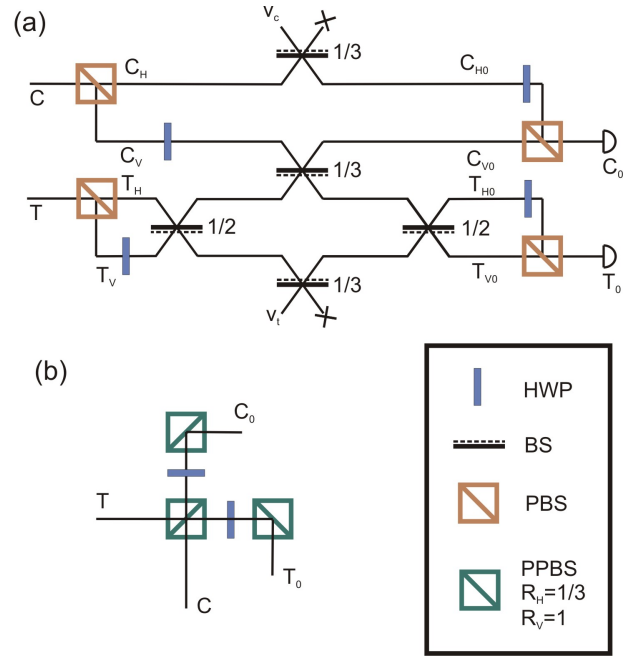 (a)
v_c
1/3
C_H
C_H0
C
C_V
1/3
C_V0
C_0
T_H
T_H0
T
1/2
1/2
T_V
1/3
T_V0
T_0
v_t
(b)
C_0
T
T_0
C
HWP
BS
PBS
PPBS
R_H=1/3
R_V=1